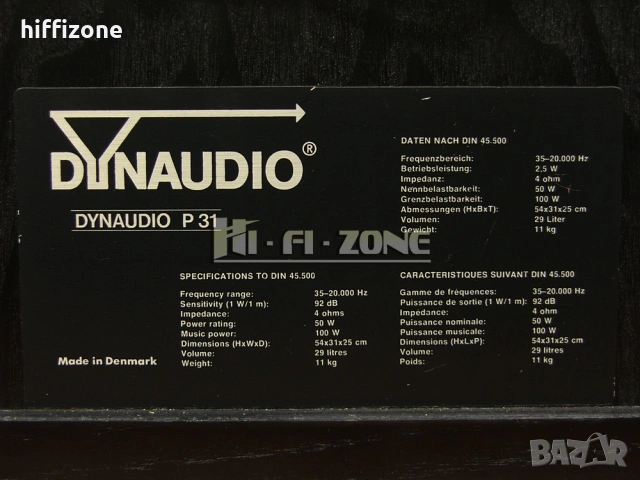 hiffizone
DYNAUDIO®
DYNAUDIO P 31
HI-FI-ZONE
DATEN NACH DIN 45.500
Frequenzbereich: 35–20.000 Hz
Betriebsleistung: 2,5 W
Impedanz: 4 ohm
Nennbelastbarkeit: 50 W
Grenzbelastbarkeit: 100 W
Abmessungen (HxBxT): 54x31x25 cm
Volumen: 29 Liter
Gewicht: 11 kg
SPECIFICATIONS TO DIN 45.500
Frequency range: 35–20.000 Hz
Sensitivity (1 W/1 m): 92 dB
Impedance: 4 ohms
Power rating: 50 W
Music power: 100 W
Dimensions (HxWxD): 54x31x25 cm
Volume: 29 litres
Weight: 11 kg
CARACTERISTIQUES SUIVANT DIN 45.500
Gamme de fréquences: 35–20.000 Hz
Puissance de sortie (1 W/1 m): 92 dB
Impedance: 4 ohm
Puissance nominale: 50 W
Puissance musicale: 100 W
Dimensions (HxLxP): 54x31x25 cm
Volume: 29 litres
Poids: 11 kg
Made in Denmark
BAZAR